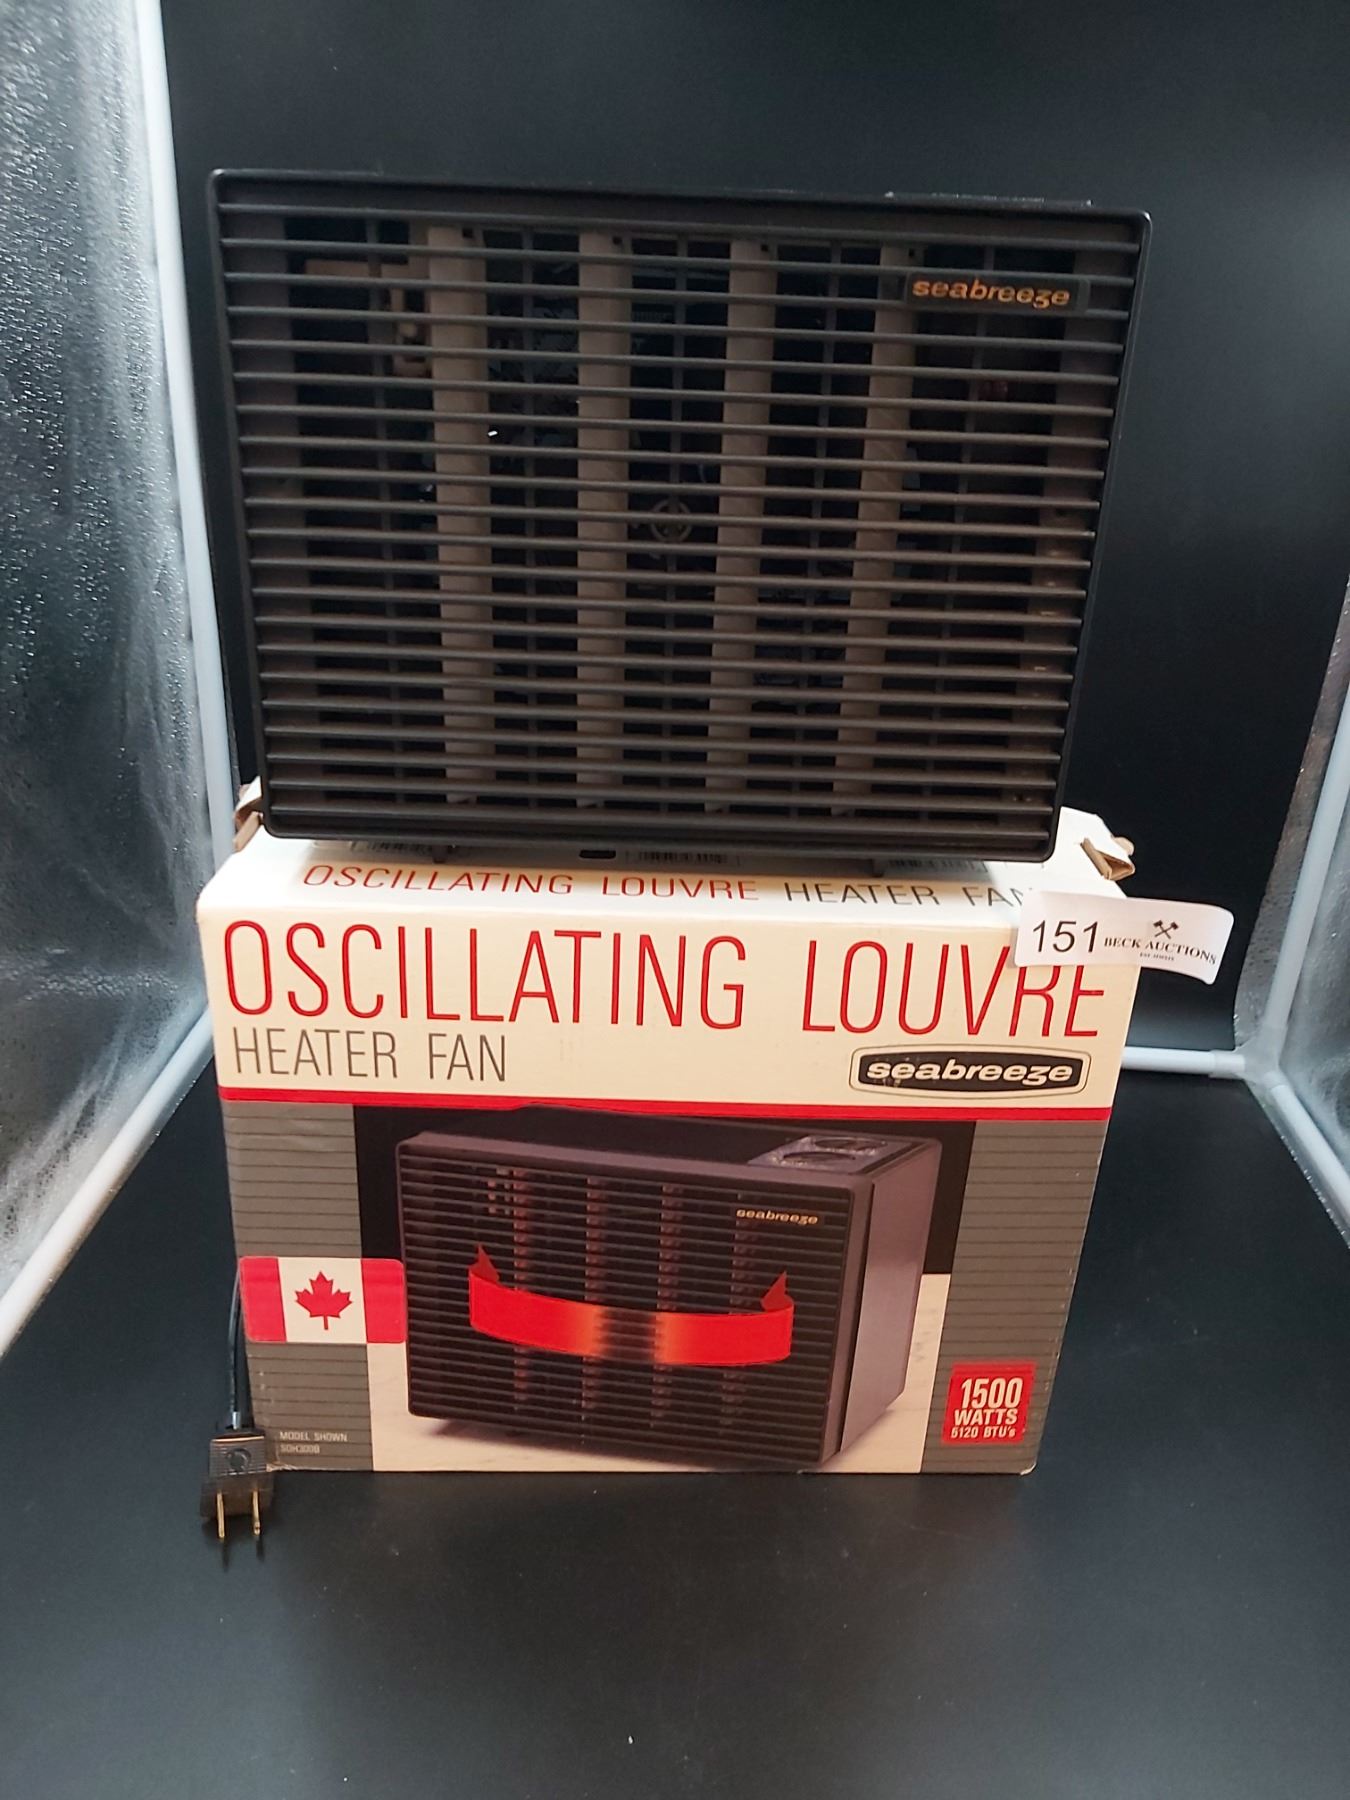 seabreeze
OSCILLATING LOUVRE HEATER FAN
151 BECK AUCTIONS
OSCILLATING LOUVRE
HEATER FAN
seabreeze
seabreeze
1500
WATTS
5120 BTU's
MODEL SHOWN